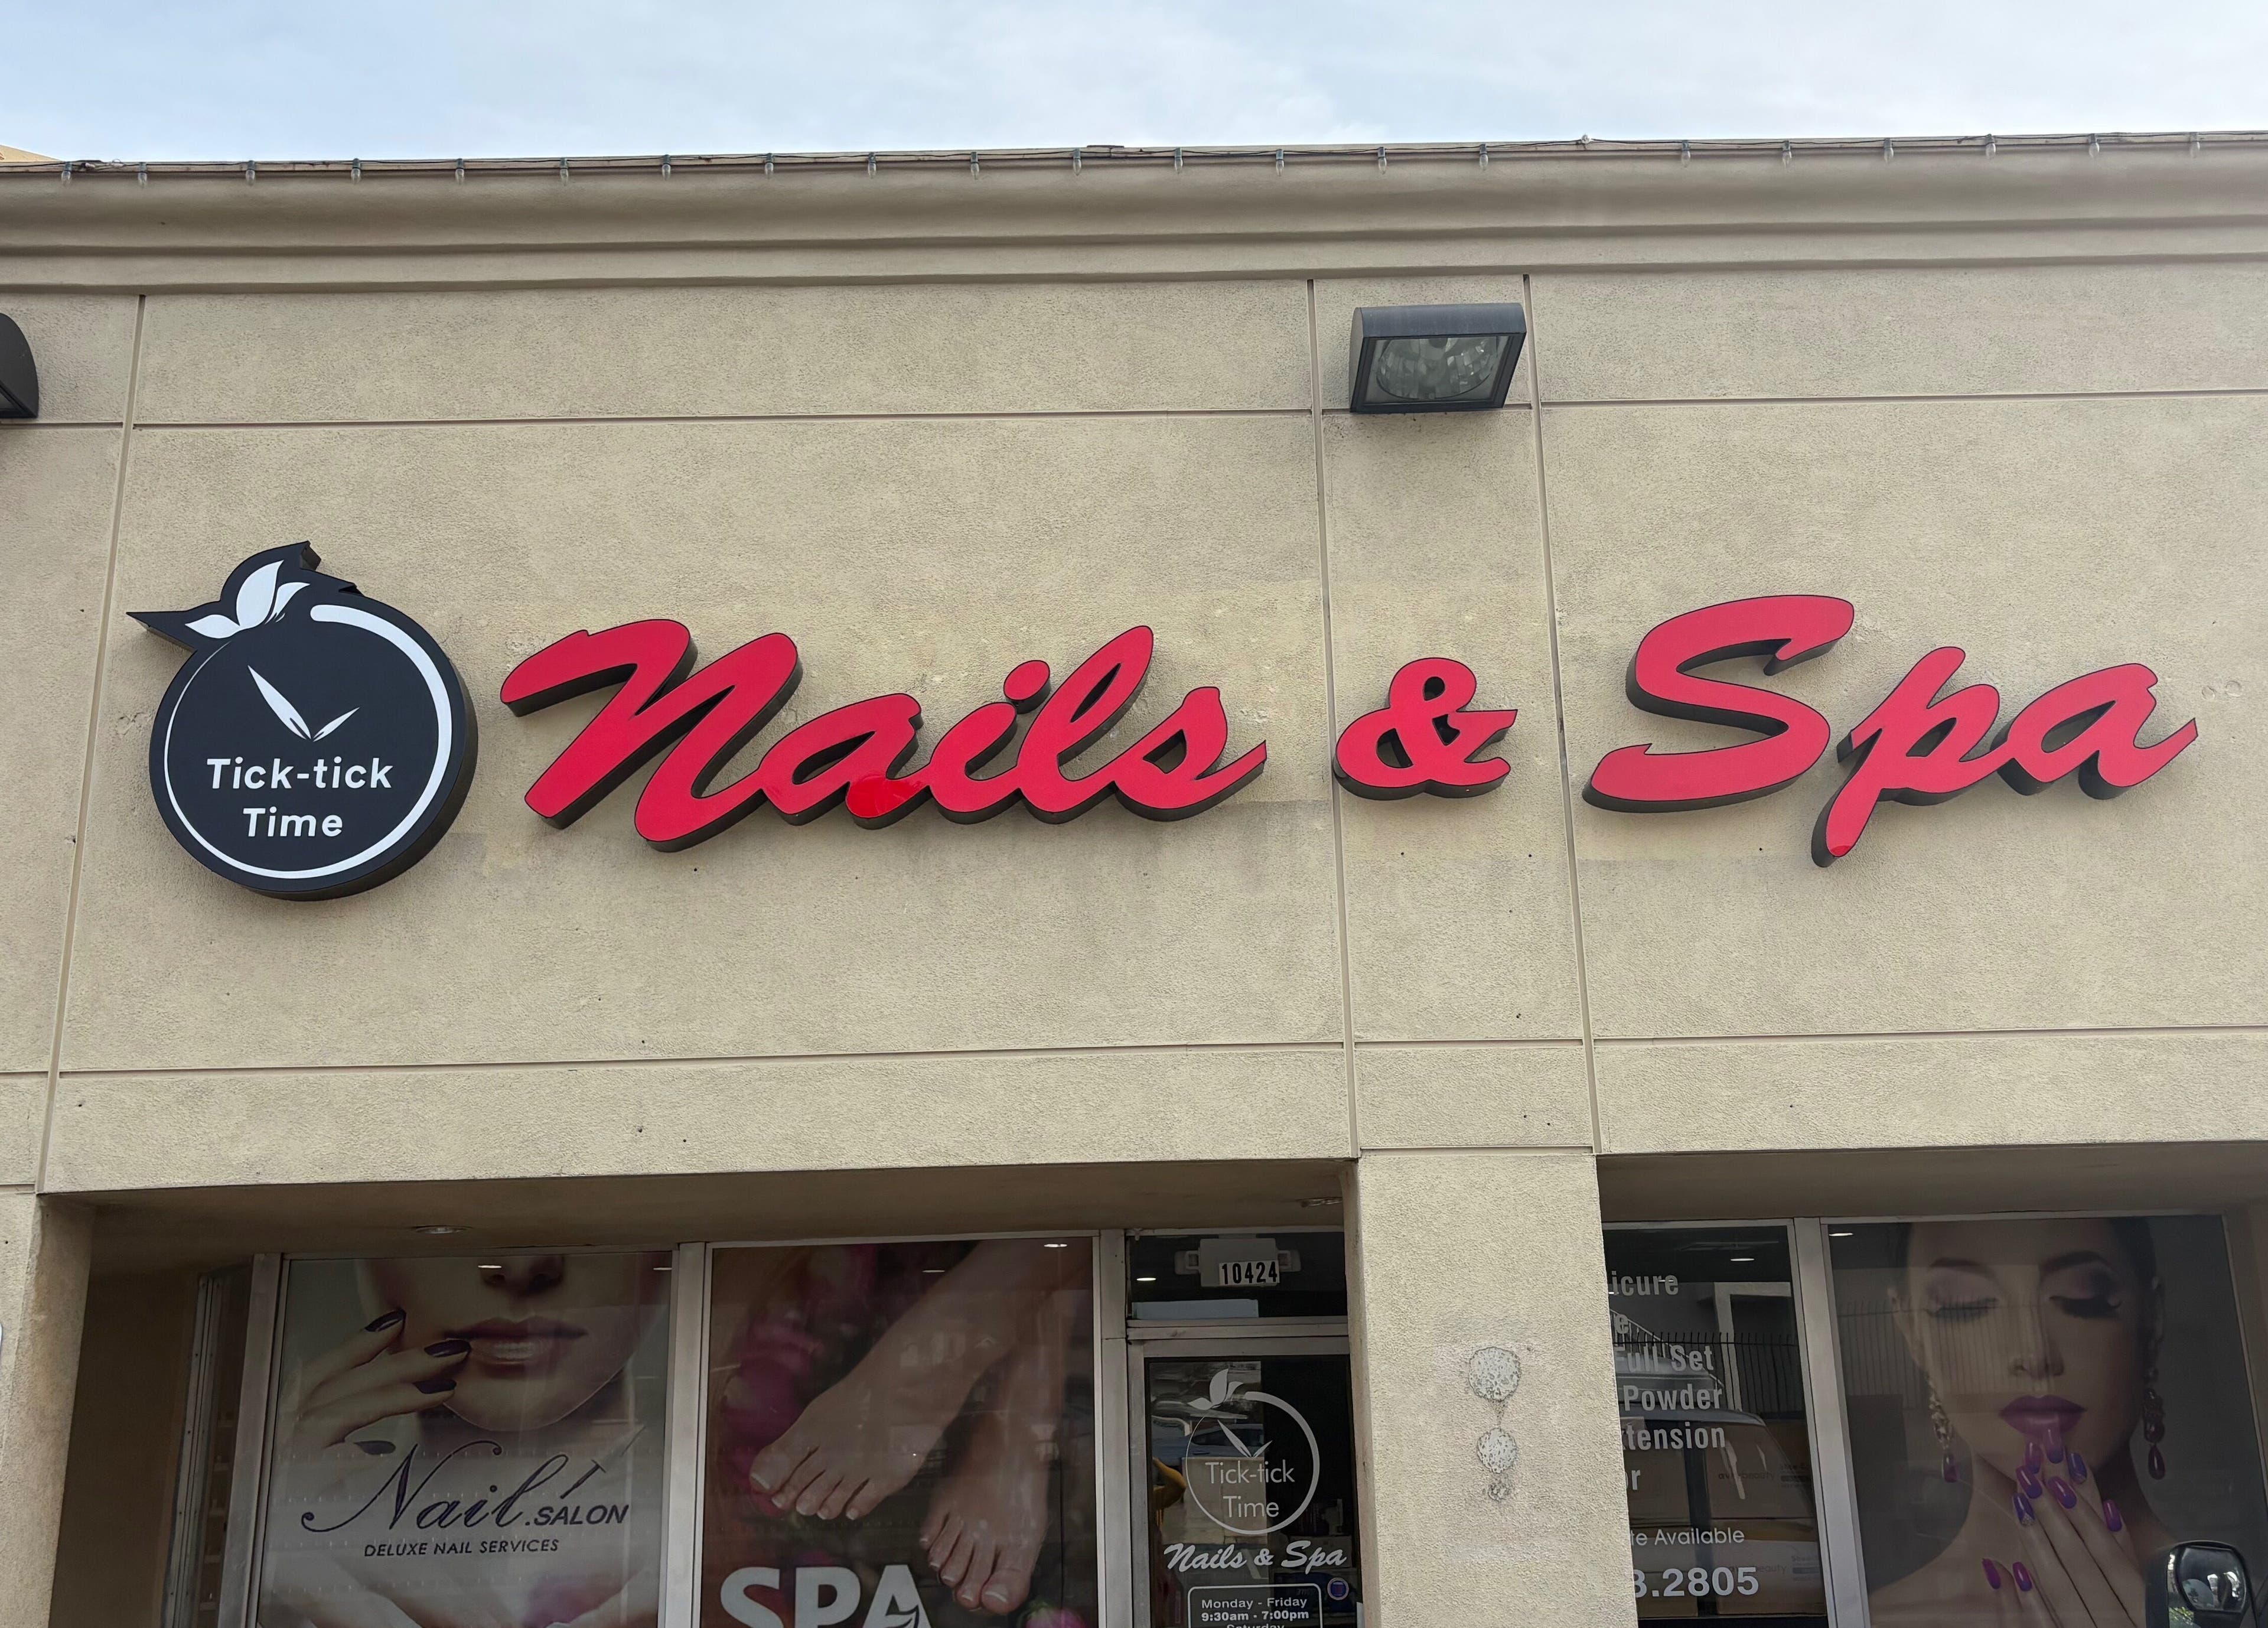 Tick-tick
Time
Nails & Spa
10424
Nail.SALON
DELUXE NAIL SERVICES
SPA
Tick-tick
Time
Nails & Spa
Monday - Friday
9:30am - 7:00pm
Saturday
Full Set
Powder
Available